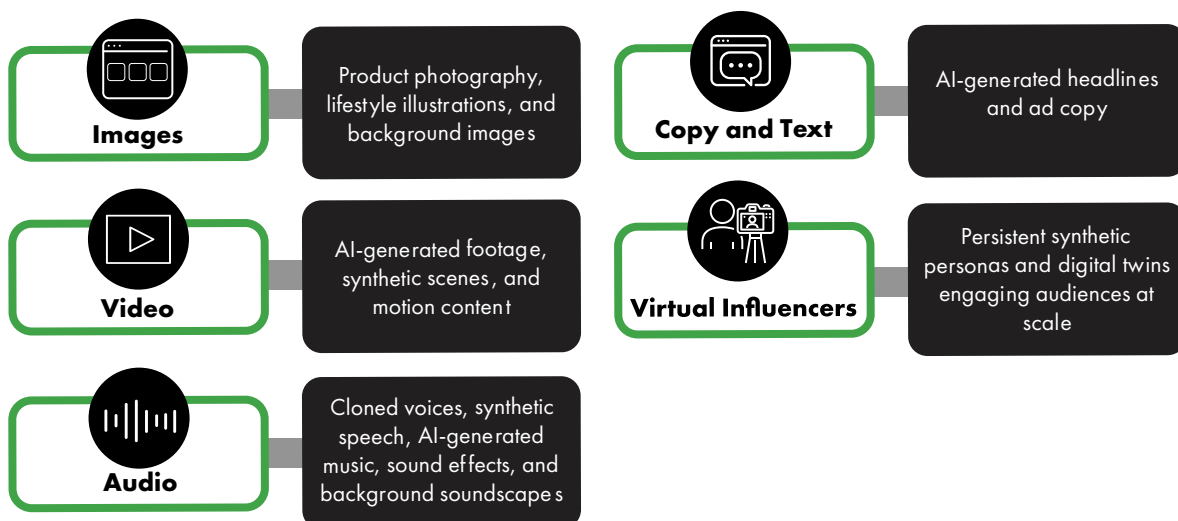 Images
Product photography,
lifestyle illustrations, and
background images
Video
AI-generated footage,
synthetic scenes, and
motion content
Audio
Cloned voices, synthetic
speech, AI-generated
music, sound effects, and
background soundscapes
Copy and Text
AI-generated headlines
and ad copy
Virtual Influencers
Persistent synthetic
personas and digital twins
engaging audiences at
scale